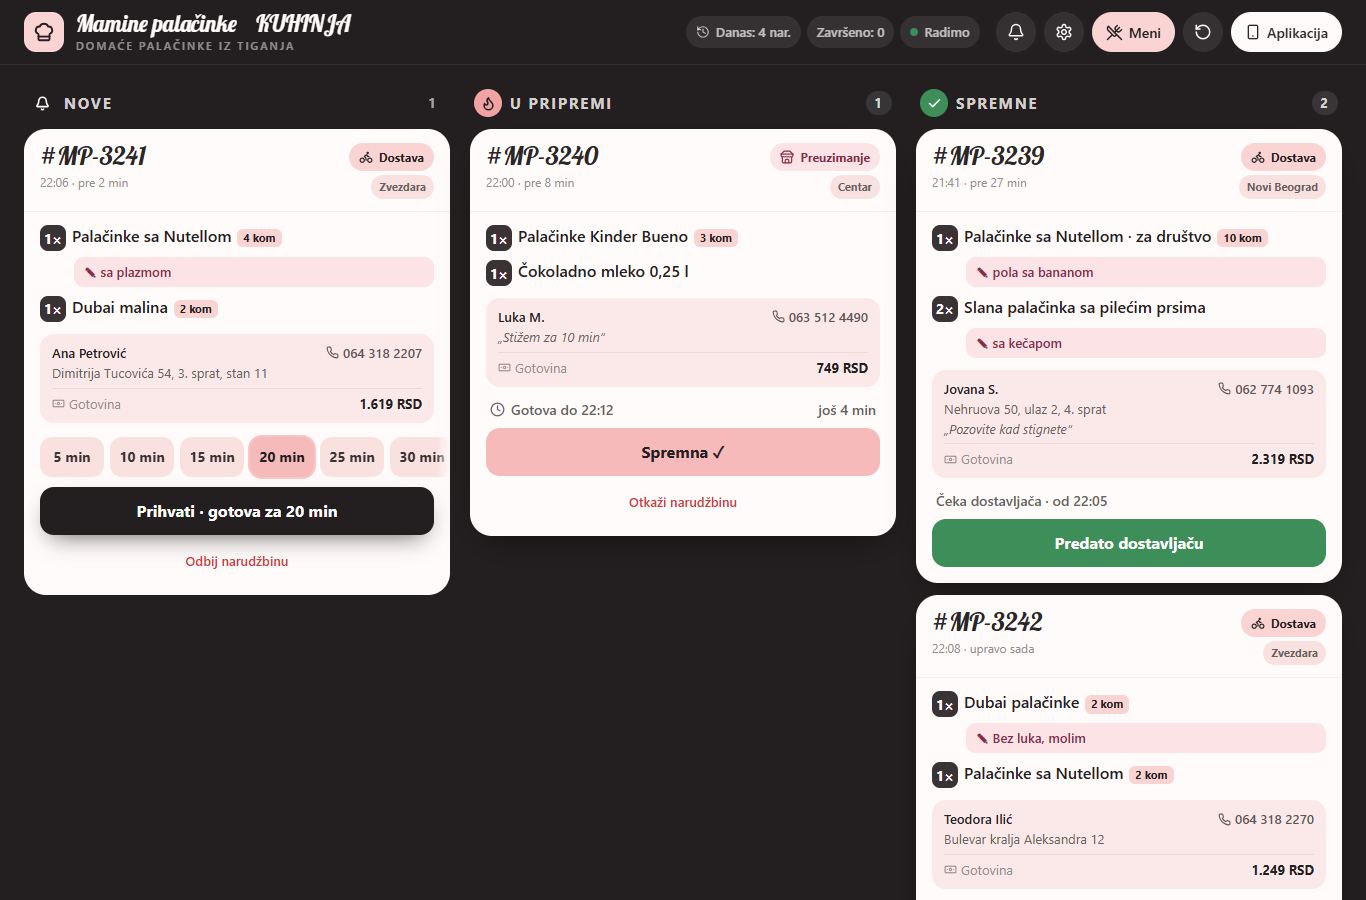 Mamine palačinke KUHINJA
DOMAĆE PALAČINKE IZ TIGANJA
Danas: 4 nar.
Završeno: 0
Radimo
Meni
Aplikacija
NOVE 1
#MP-3241
Dostava
22:06 · pre 2 min
Zvezdara
1× Palačinke sa Nutellom 4 kom
sa plazmom
1× Dubai malina 2 kom
Ana Petrović 064 318 2207
Dimitrija Tucovića 54, 3. sprat, stan 11
Gotovina 1.619 RSD
5 min 10 min 15 min 20 min 25 min 30 min
Prihvati · gotova za 20 min
Odbij narudžbinu
U PRIPREMI 1
#MP-3240
Preuzimanje
22:00 · pre 8 min
Centar
1× Palačinke Kinder Bueno 3 kom
1× Čokoladno mleko 0,25 l
Luka M. 063 512 4490
„Stižem za 10 min“
Gotovina 749 RSD
Gotova do 22:12 još 4 min
Spremna ✓
Otkaži narudžbinu
SPREMNE 2
#MP-3239
Dostava
21:41 · pre 27 min
Novi Beograd
1× Palačinke sa Nutellom · za društvo 10 kom
pola sa bananom
2× Slana palačinka sa pilećim prsima
sa kečapom
Jovana S. 062 774 1093
Nehruova 50, ulaz 2, 4. sprat
„Pozovite kad stignete“
Gotovina 2.319 RSD
Čeka dostavljača · od 22:05
Predato dostavljaču
#MP-3242
Dostava
22:08 · upravo sada
Zvezdara
1× Dubai palačinke 2 kom
Bez luka, molim
1× Palačinke sa Nutellom 2 kom
Teodora Ilić 064 318 2270
Bulevar kralja Aleksandra 12
Gotovina 1.249 RSD